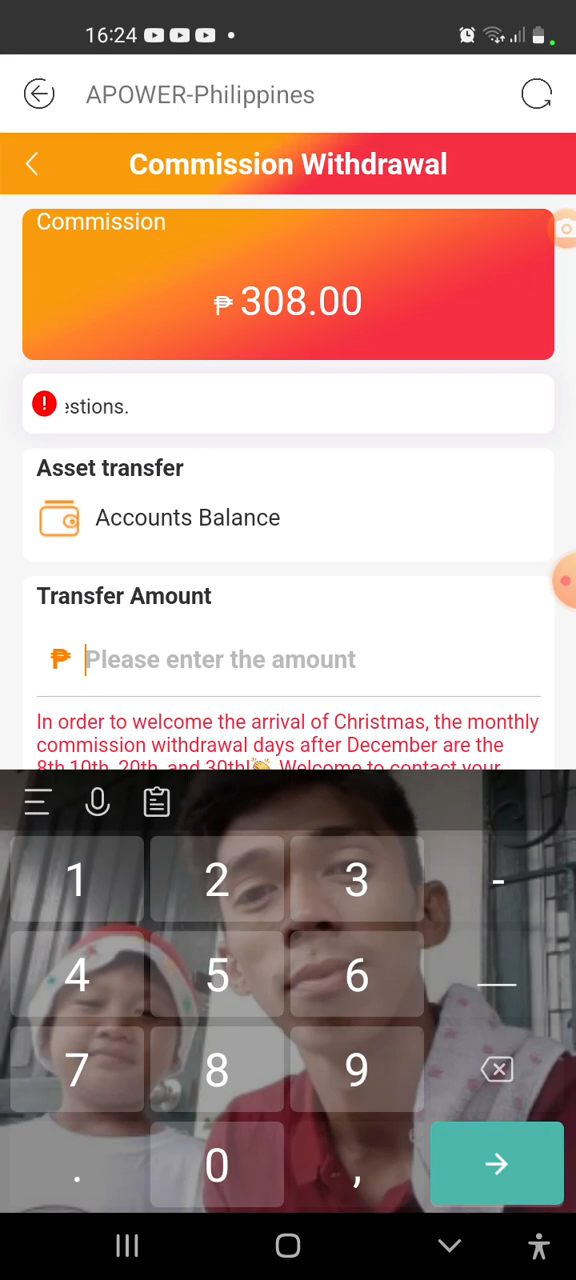 16:24
APOWER-Philippines
Commission Withdrawal
Commission
₱ 308.00
estions.
Asset transfer
Accounts Balance
Transfer Amount
₱ Please enter the amount
In order to welcome the arrival of Christmas, the monthly
commission withdrawal days after December are the
8th 10th, 20th, and 30th!👏 Welcome to contact your
1 2 3 -
4 5 6
7 8 9
. 0 ,